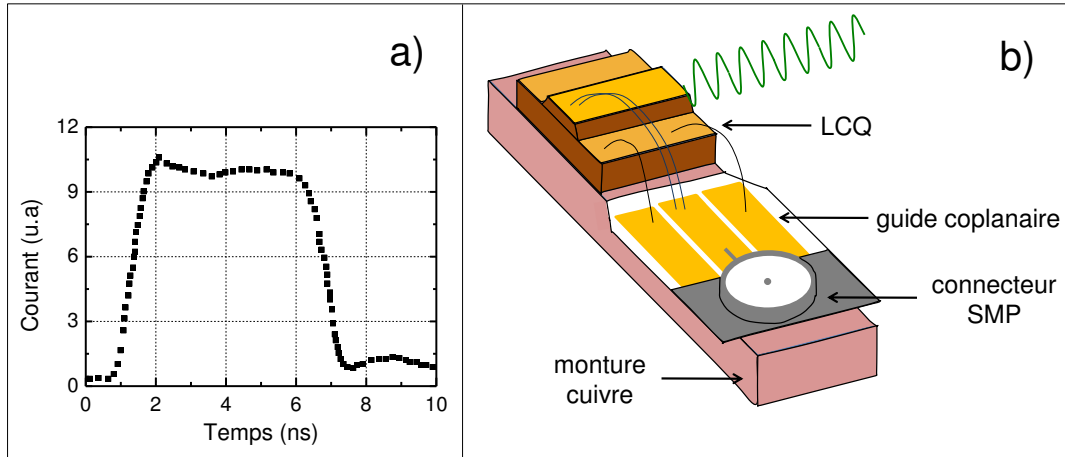 a)
12
9
6
3
0
Courant (u.a)
0 2 4 6 8 10
Temps (ns)
b)
LCQ
guide coplanaire
connecteur
SMP
monture
cuivre